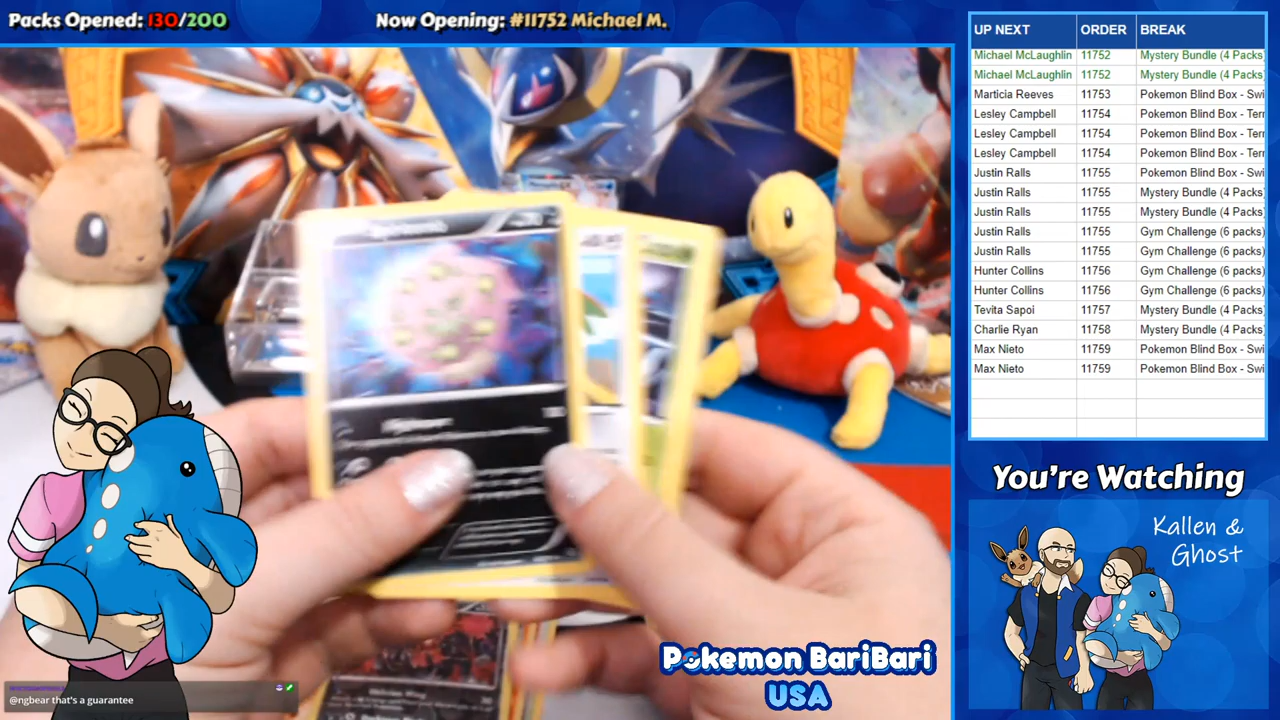 Packs Opened: 130/200
Now Opening: #11752 Michael M.
UP NEXT ORDER BREAK
Michael McLaughlin 11752 Mystery Bundle (4 Packs)
Michael McLaughlin 11752 Mystery Bundle (4 Packs)
Marticia Reeves 11753 Pokemon Blind Box - Swi
Lesley Campbell 11754 Pokemon Blind Box - Terr
Lesley Campbell 11754 Pokemon Blind Box - Terr
Lesley Campbell 11754 Pokemon Blind Box - Terr
Justin Ralls 11755 Pokemon Blind Box - Swi
Justin Ralls 11755 Mystery Bundle (4 Packs)
Justin Ralls 11755 Mystery Bundle (4 Packs)
Justin Ralls 11755 Gym Challenge (6 packs)
Justin Ralls 11755 Gym Challenge (6 packs)
Hunter Collins 11756 Gym Challenge (6 packs)
Hunter Collins 11756 Gym Challenge (6 packs)
Tevita Sapoi 11757 Mystery Bundle (4 Packs)
Charlie Ryan 11758 Mystery Bundle (4 Packs)
Max Nieto 11759 Pokemon Blind Box - Swi
Max Nieto 11759 Pokemon Blind Box - Swi
You're Watching
Kallen &
Ghost
Pokemon BariBari
USA
Oblivion Wing
@ngbear that's a guarantee